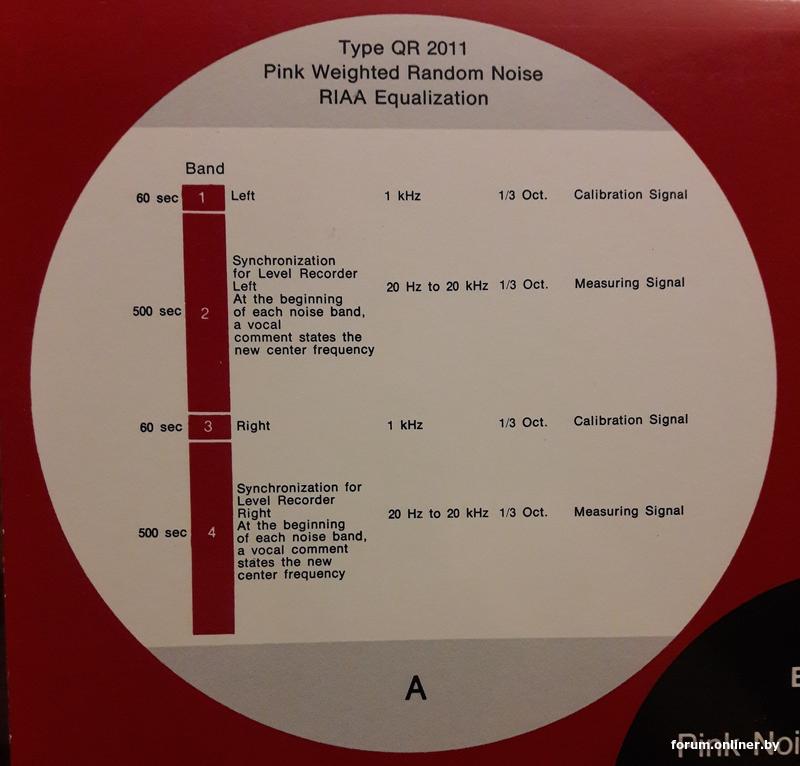 Type QR 2011
Pink Weighted Random Noise
RIAA Equalization
Band
60 sec 1 Left 1 kHz 1/3 Oct. Calibration Signal
Synchronization
for Level Recorder
Left
At the beginning
of each noise band,
a vocal
comment states the
new center frequency
500 sec 2 20 Hz to 20 kHz 1/3 Oct. Measuring Signal
60 sec 3 Right 1 kHz 1/3 Oct. Calibration Signal
Synchronization for
Level Recorder
Right
At the beginning
of each noise band,
a vocal comment
states the new
center frequency
500 sec 4 20 Hz to 20 kHz 1/3 Oct. Measuring Signal
A
Pink Noi
forum.onliner.by